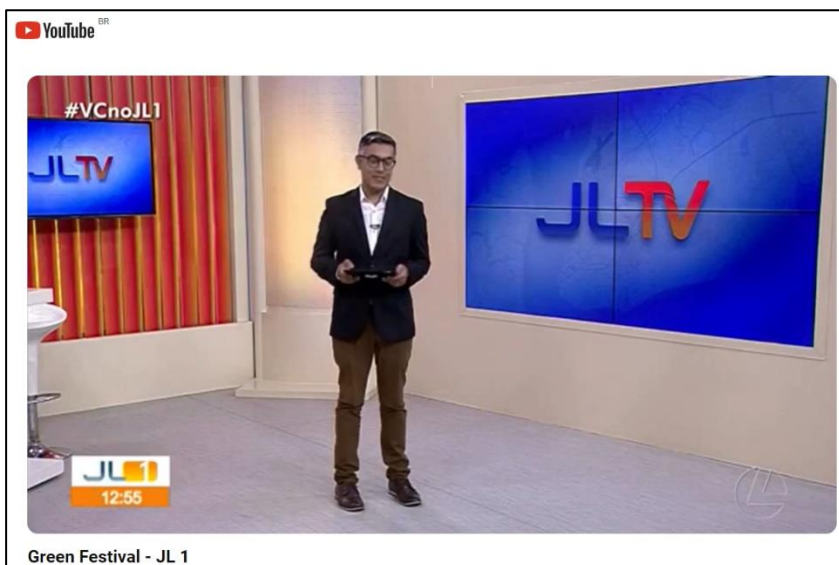 YouTube BR
#VCnoJL1
JLTV
JLTV
JL1
12:55
Green Festival - JL 1